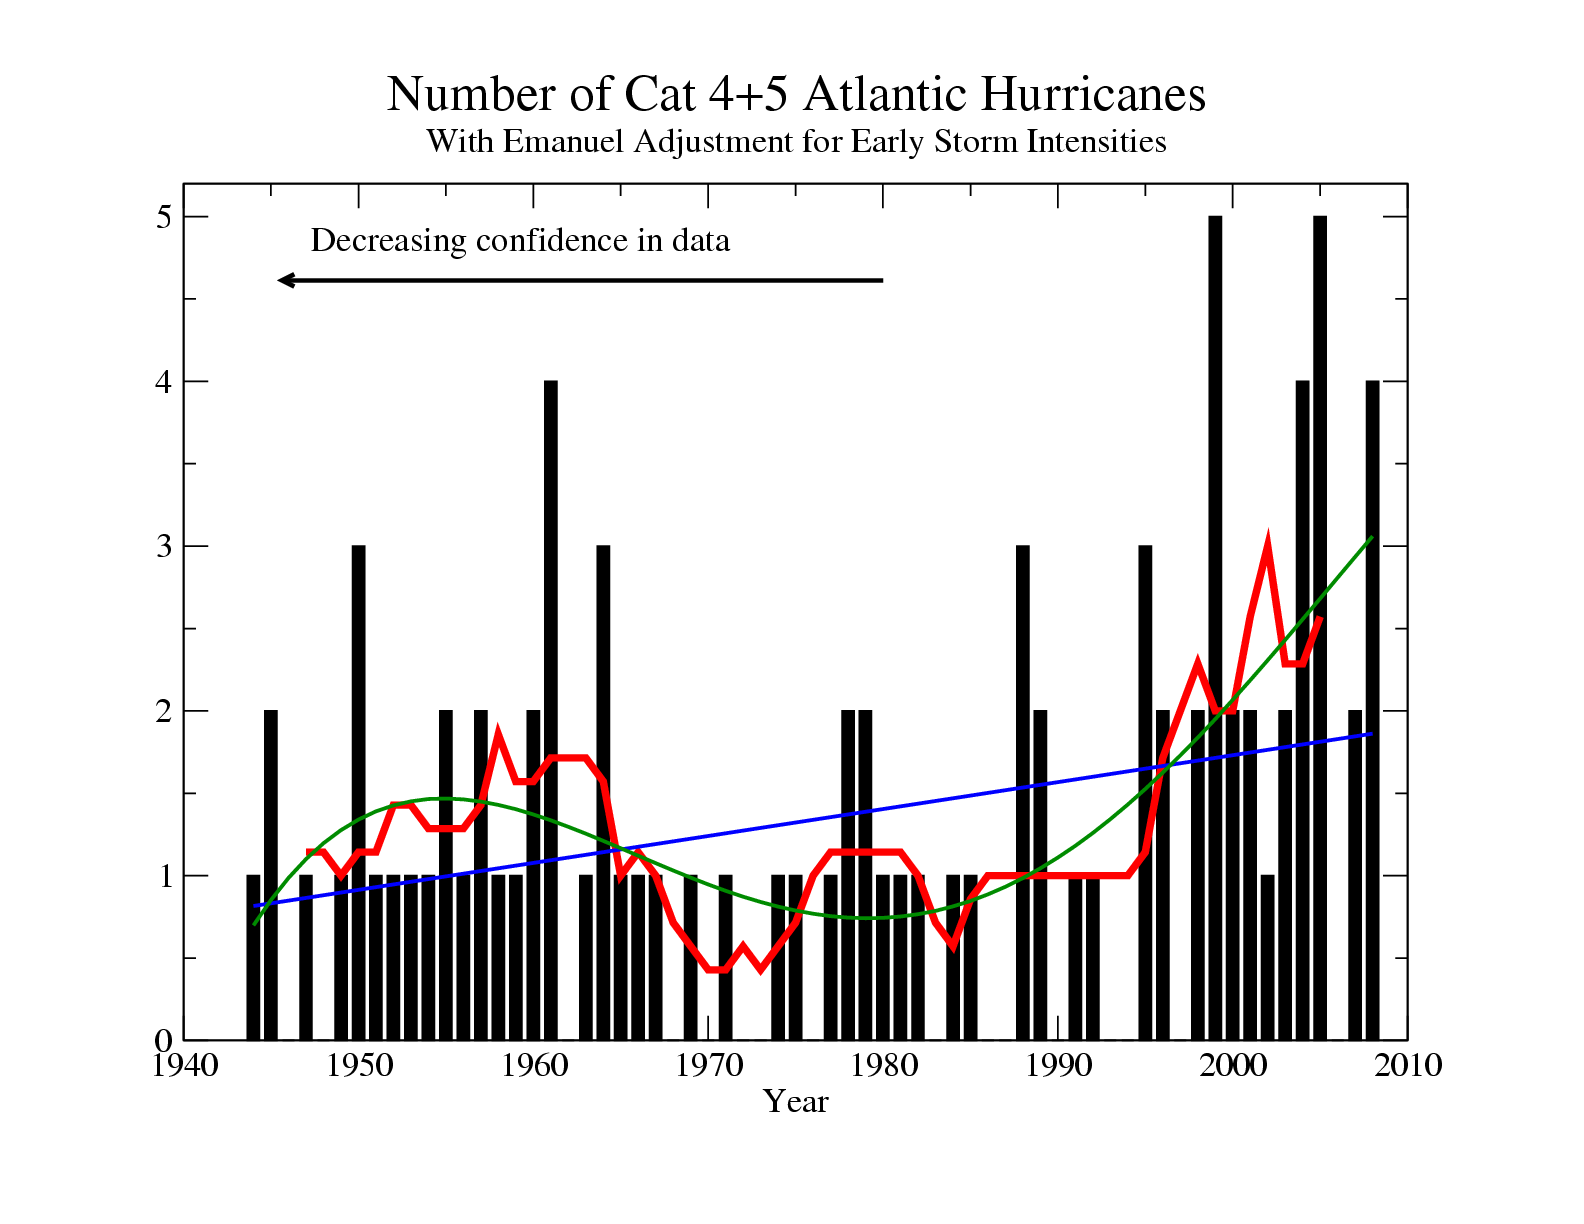 Number of Cat 4+5 Atlantic Hurricanes
With Emanuel Adjustment for Early Storm Intensities
Decreasing confidence in data
5
4
3
2
1
0
1940 1950 1960 1970 1980 1990 2000 2010
Year